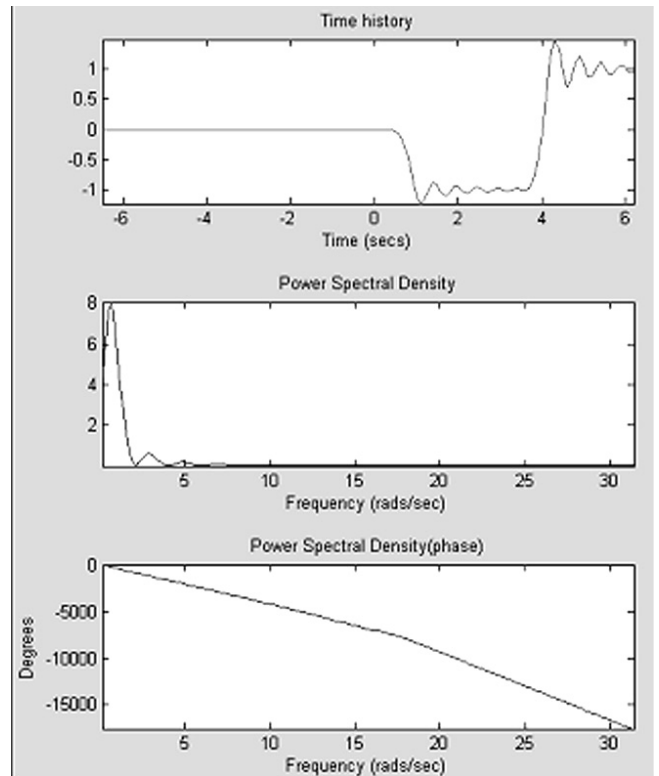 Time history
1
0.5
0
-0.5
-1
-6 -4 -2 0 2 4 6
Time (secs)
Power Spectral Density
8
6
4
2
5 10 15 20 25 30
Frequency (rads/sec)
Power Spectral Density(phase)
0
-5000
-10000
-15000
Degrees
5 10 15 20 25 30
Frequency (rads/sec)